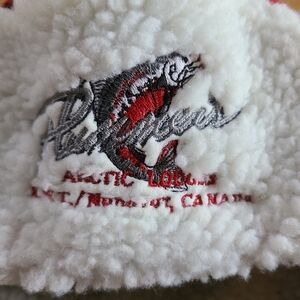 Plummer's
ARCTIC LODGES
N.W.T./NUNAVUT, CANADA